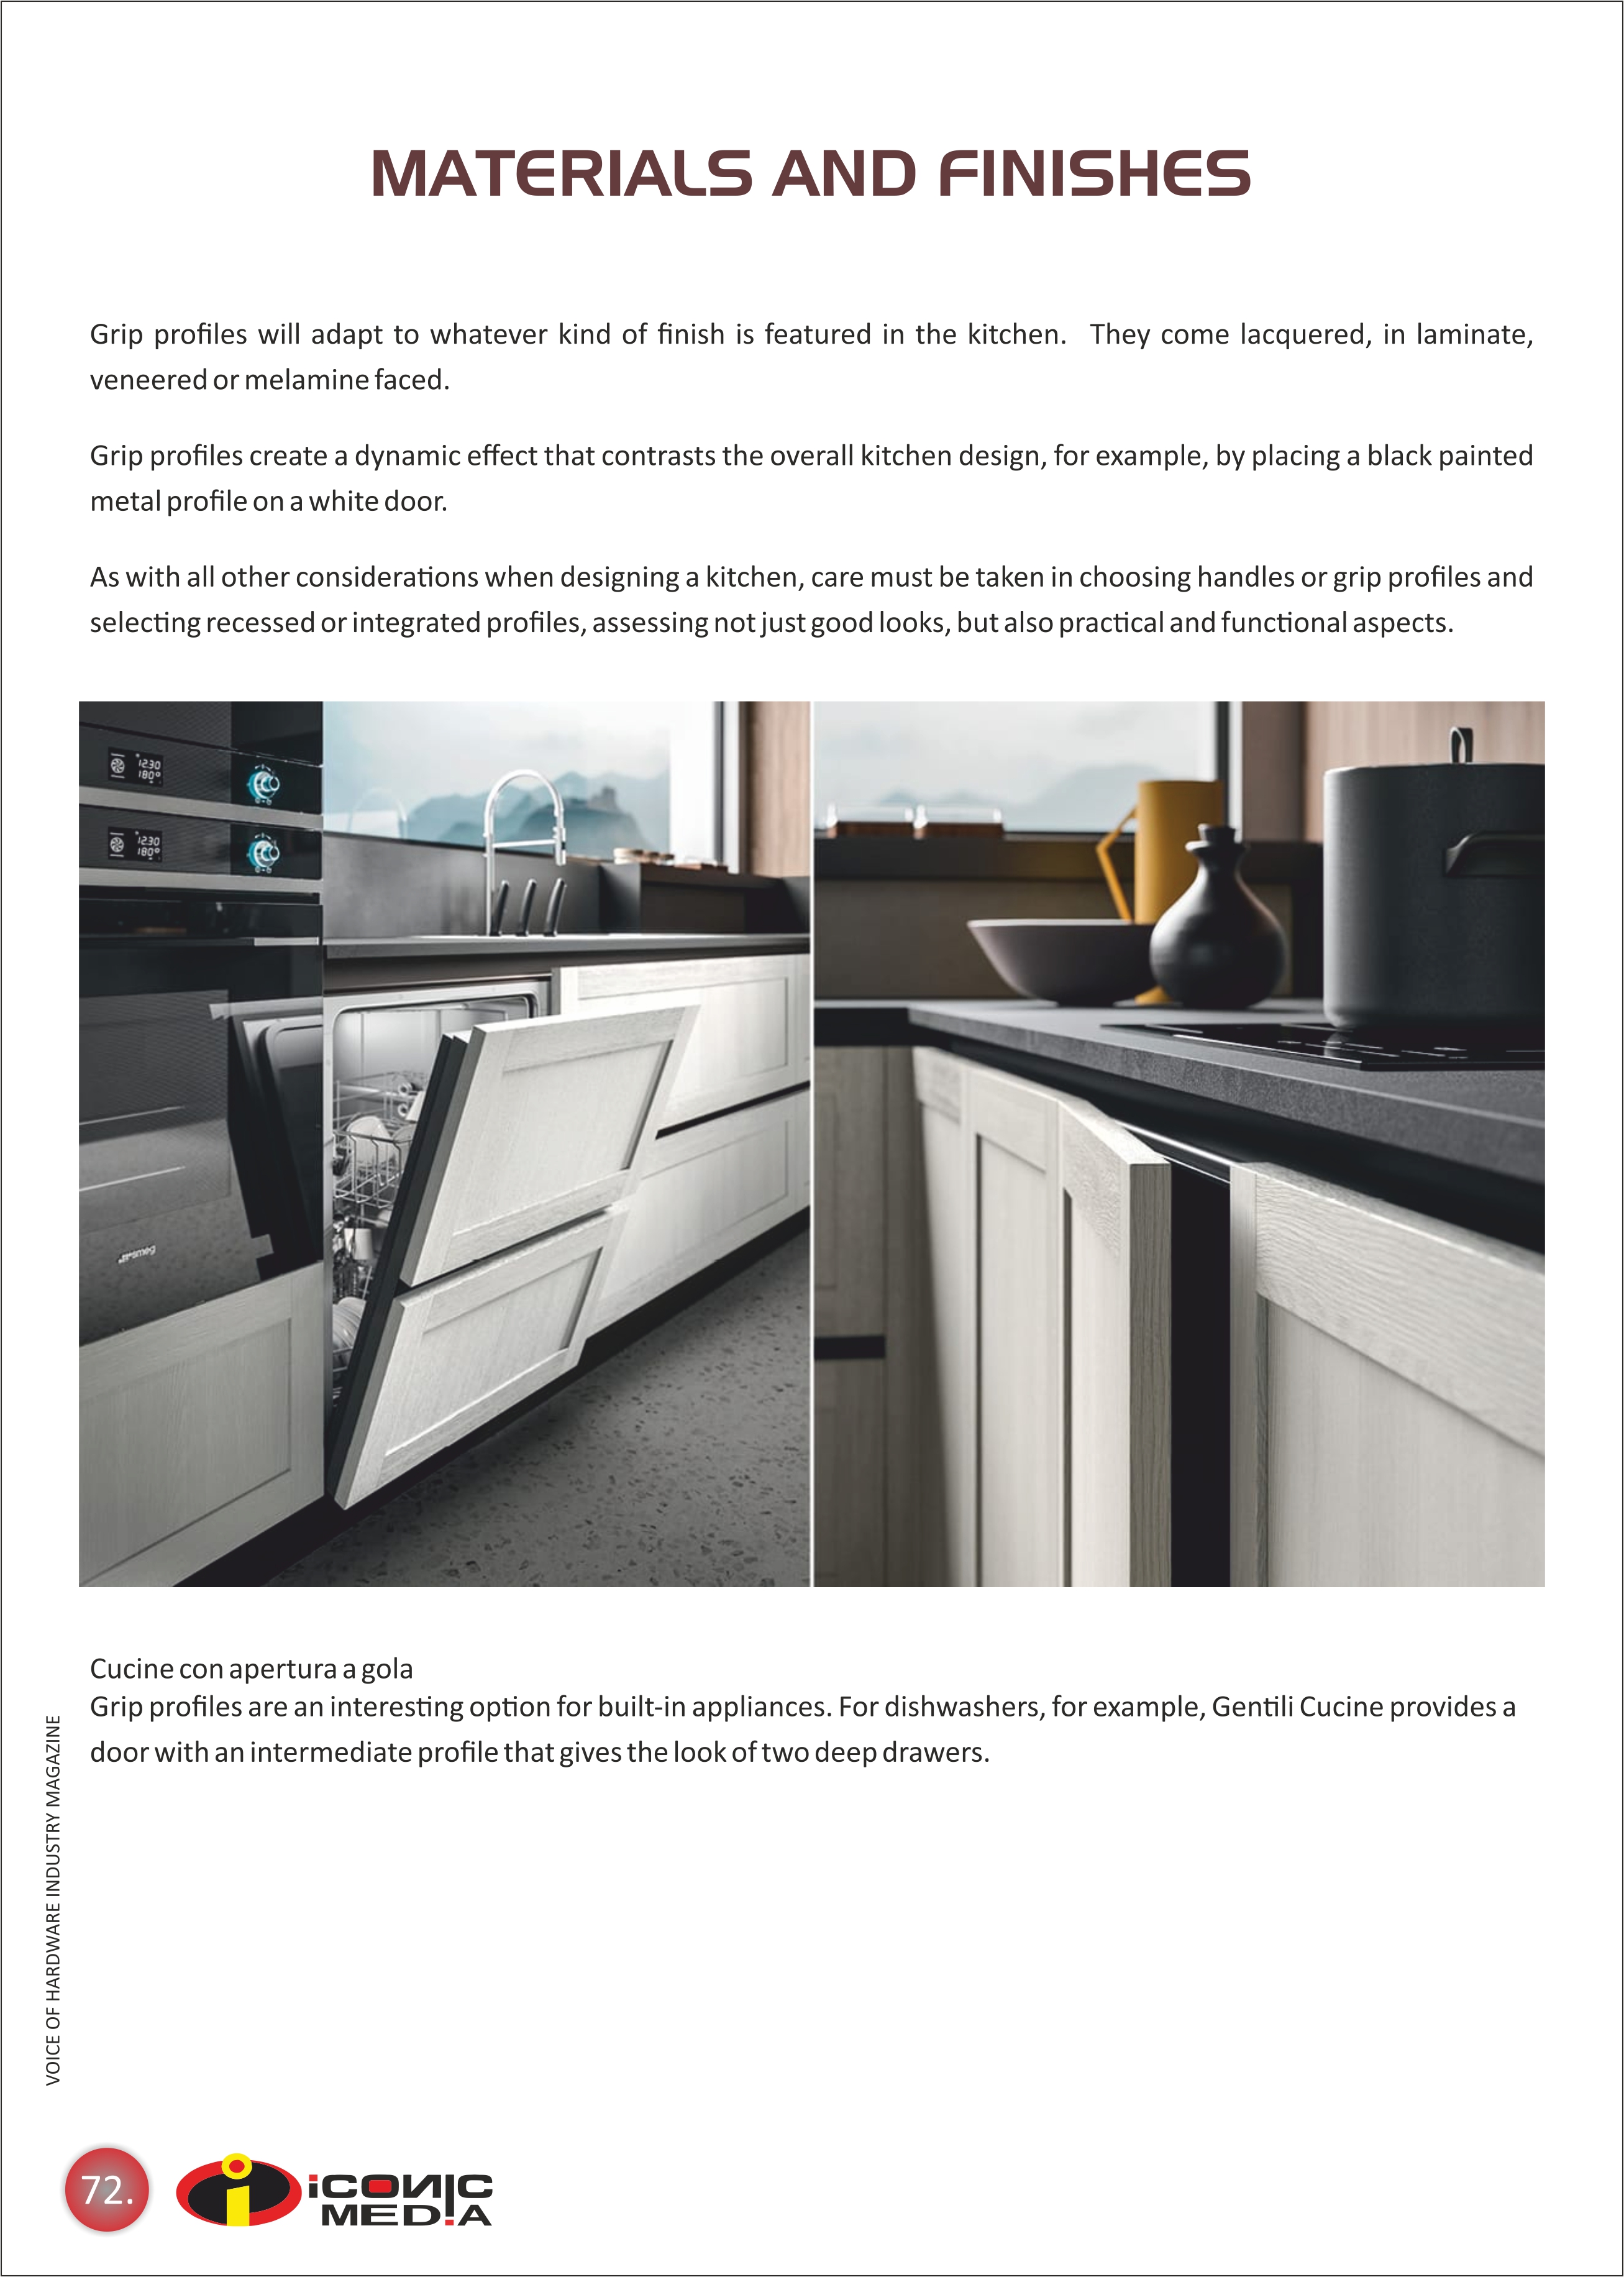 MATERIALS AND FINISHES
Grip profiles will adapt to whatever kind of finish is featured in the kitchen. They come lacquered, in laminate,
veneered or melamine faced.
Grip profiles create a dynamic effect that contrasts the overall kitchen design, for example, by placing a black painted
metal profile on a white door.
As with all other considerations when designing a kitchen, care must be taken in choosing handles or grip profiles and
selecting recessed or integrated profiles, assessing not just good looks, but also practical and functional aspects.
12:30
180°
12:30
180°
smeg
Cucine con apertura a gola
Grip profiles are an interesting option for built-in appliances. For dishwashers, for example, Gentili Cucine provides a
door with an intermediate profile that gives the look of two deep drawers.
VOICE OF HARDWARE INDUSTRY MAGAZINE
72.
iCONIC
MEDIA